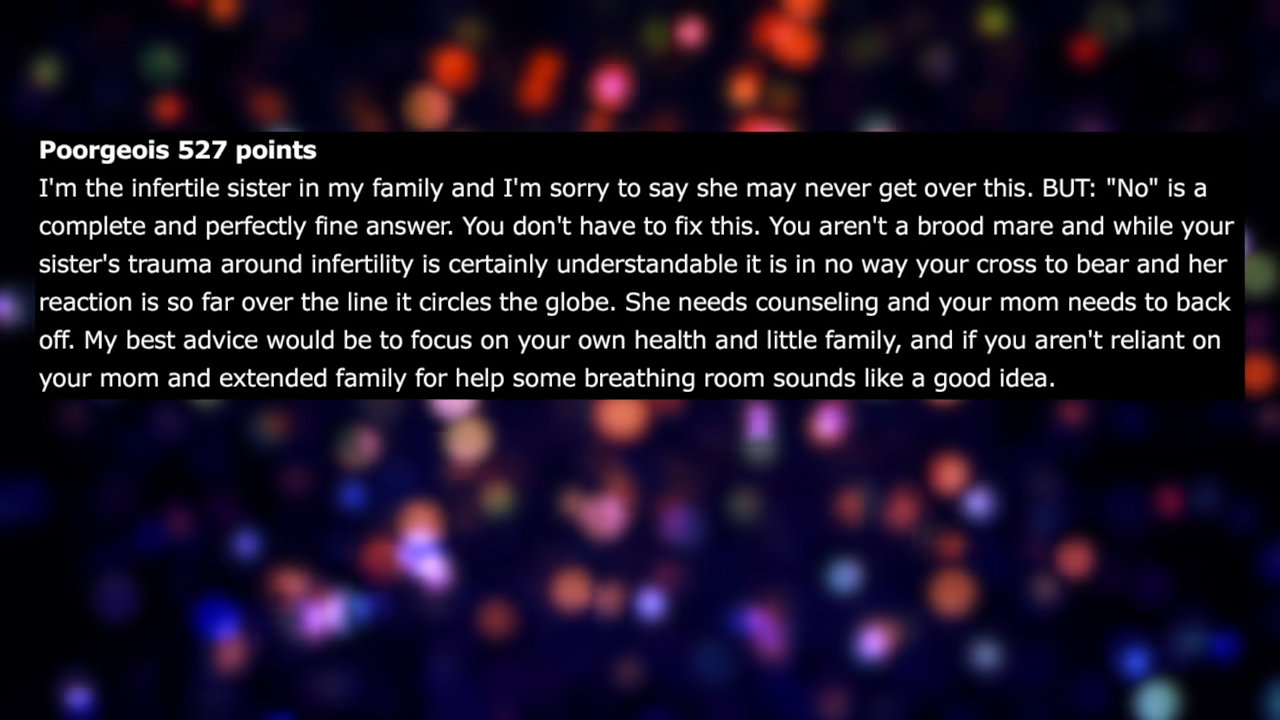 Poorgeois 527 points
I'm the infertile sister in my family and I'm sorry to say she may never get over this. BUT: "No" is a
complete and perfectly fine answer. You don't have to fix this. You aren't a brood mare and while your
sister's trauma around infertility is certainly understandable it is in no way your cross to bear and her
reaction is so far over the line it circles the globe. She needs counseling and your mom needs to back
off. My best advice would be to focus on your own health and little family, and if you aren't reliant on
your mom and extended family for help some breathing room sounds like a good idea.